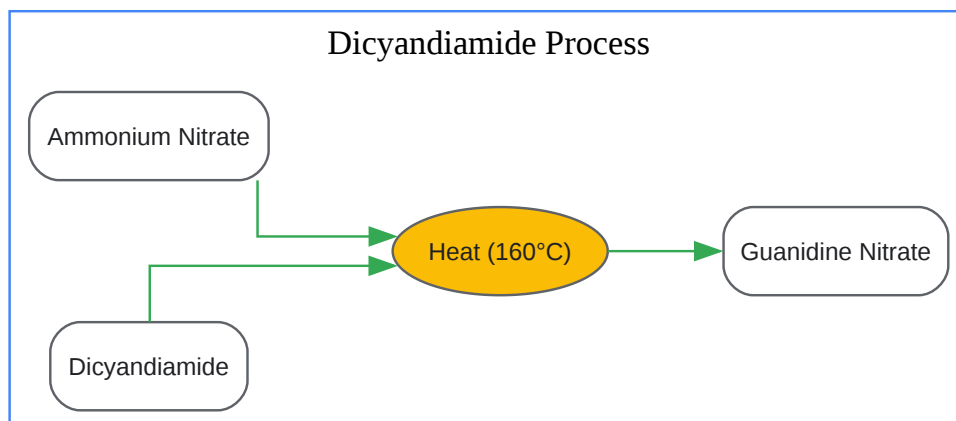 Dicyandiamide Process
Ammonium Nitrate
Heat (160°C)
Guanidine Nitrate
Dicyandiamide